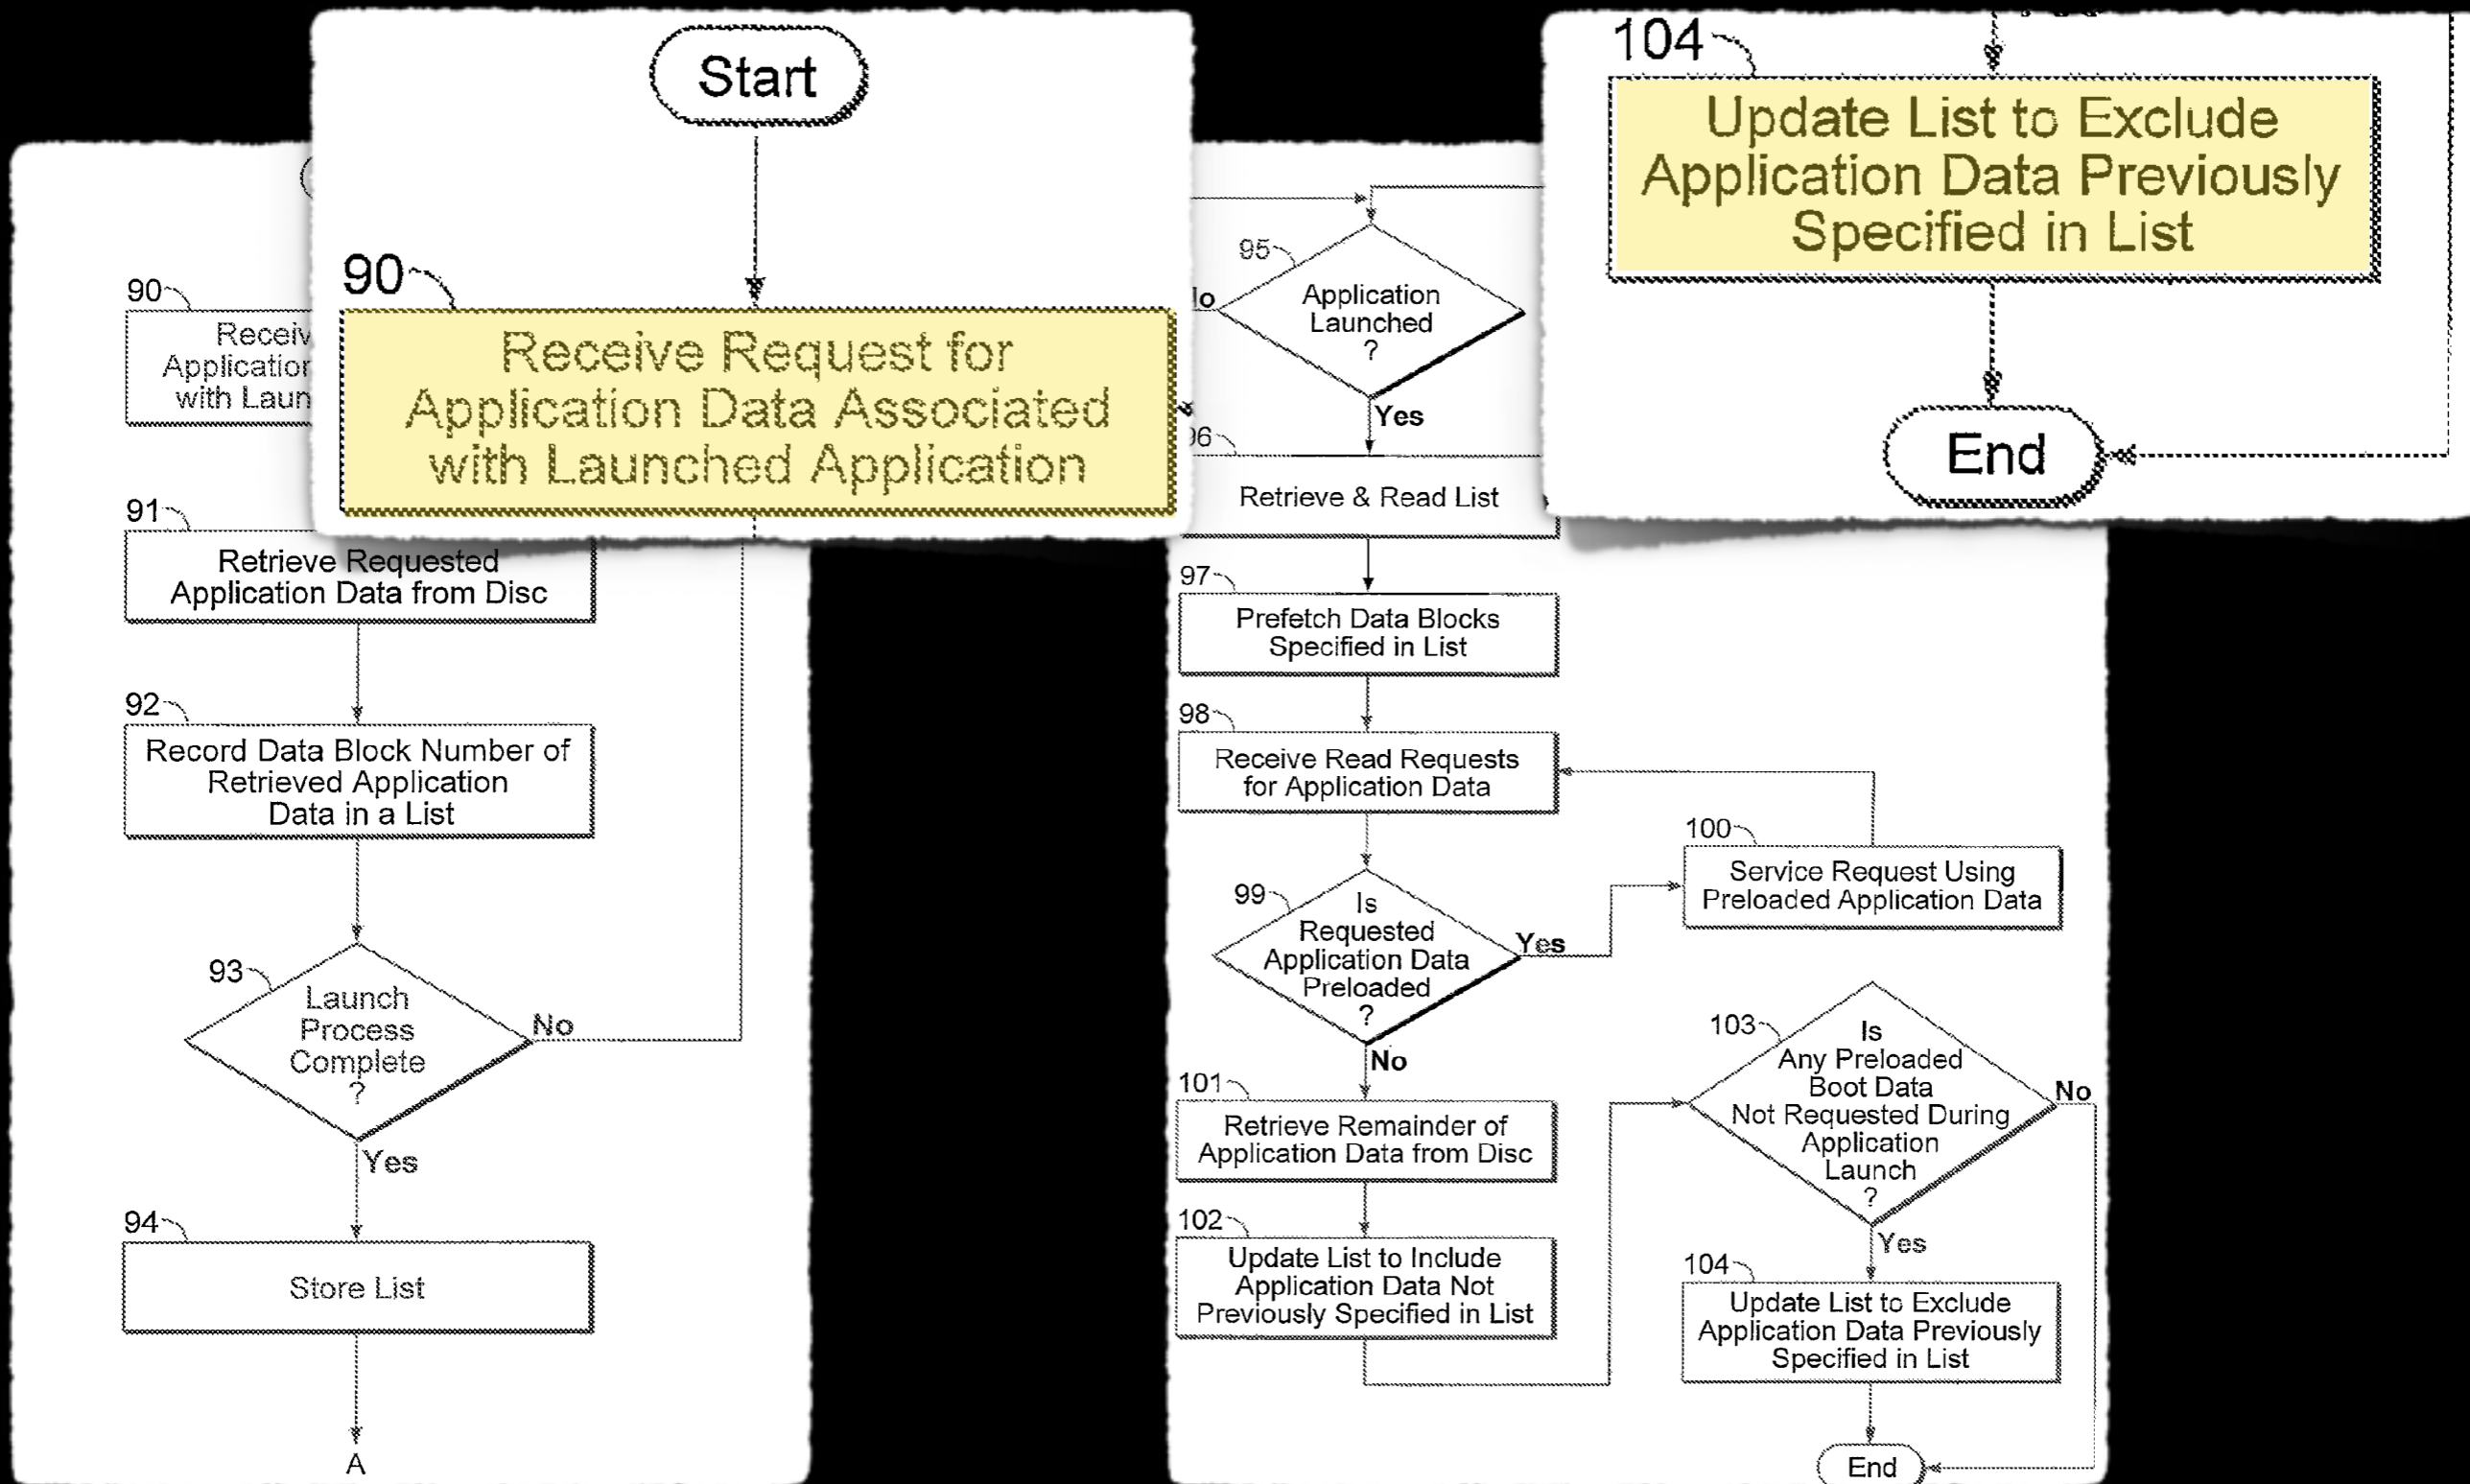 Start
90
Receive Request for
Application Data Associated
with Launched Application
104
Update List to Exclude
Application Data Previously
Specified in List
End
90
Receiv
Application
with Laun
91
Retrieve Requested
Application Data from Disc
92
Record Data Block Number of
Retrieved Application
Data in a List
93
Launch
Process
Complete
?
No
Yes
94
Store List
A
95
Application
Launched
?
Yes
96
Retrieve & Read List
97
Prefetch Data Blocks
Specified in List
98
Receive Read Requests
for Application Data
99
Is
Requested
Application Data
Preloaded
?
Yes
No
100
Service Request Using
Preloaded Application Data
101
Retrieve Remainder of
Application Data from Disc
102
Update List to Include
Application Data Not
Previously Specified in List
103
Is
Any Preloaded
Boot Data
Not Requested During
Application
Launch
?
No
Yes
104
Update List to Exclude
Application Data Previously
Specified in List
End